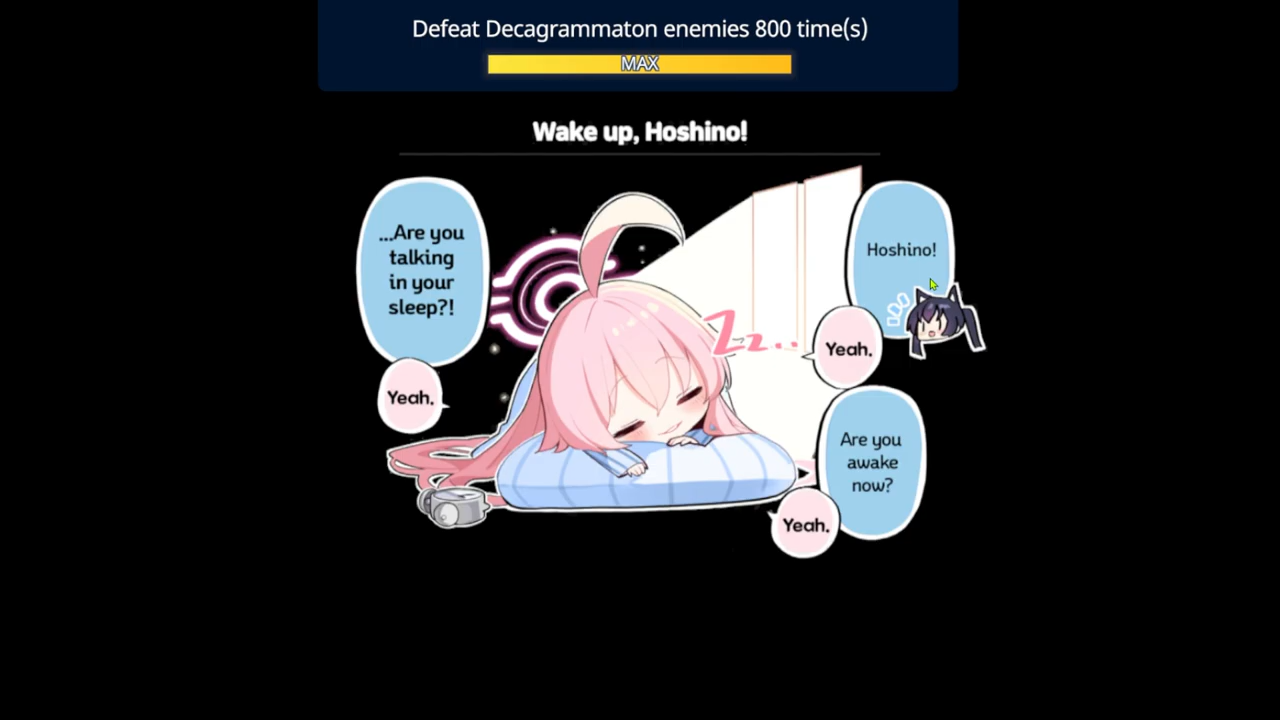 Defeat Decagrammaton enemies 800 time(s)
MAX
Wake up, Hoshino!
Hoshino!
Yeah.
Are you
awake
now?
Yeah.
...Are you
talking
in your
sleep?!
Yeah.
Zz..